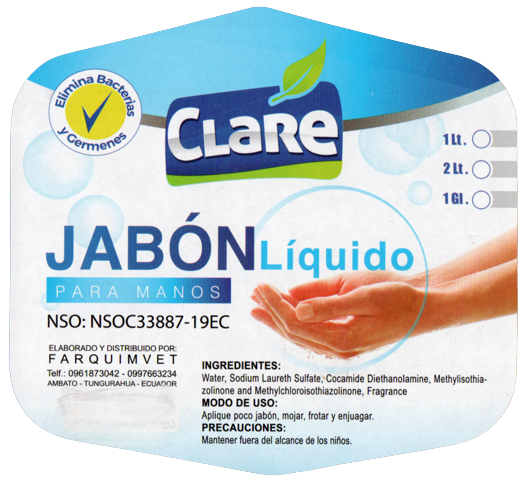 Elimina Bacterias
y Germenes
CLARE
1 Lt.
2 Lt.
1 Gl.
JABÓN Líquido
PARA MANOS
NSO: NSOC33887-19EC
ELABORADO Y DISTRIBUIDO POR:
FARQUIMVET
Telf.: 0961873042 - 0997663234
AMBATO - TUNGURAHUA - ECUADOR
INGREDIENTES:
Water, Sodium Laureth Sulfate, Cocamide Diethanolamine, Methylisothia-
zolinone and Methylchloroisothiazolinone, Fragrance
MODO DE USO:
Aplique poco jabón, mojar, frotar y enjuagar.
PRECAUCIONES:
Mantener fuera del alcance de los niños.